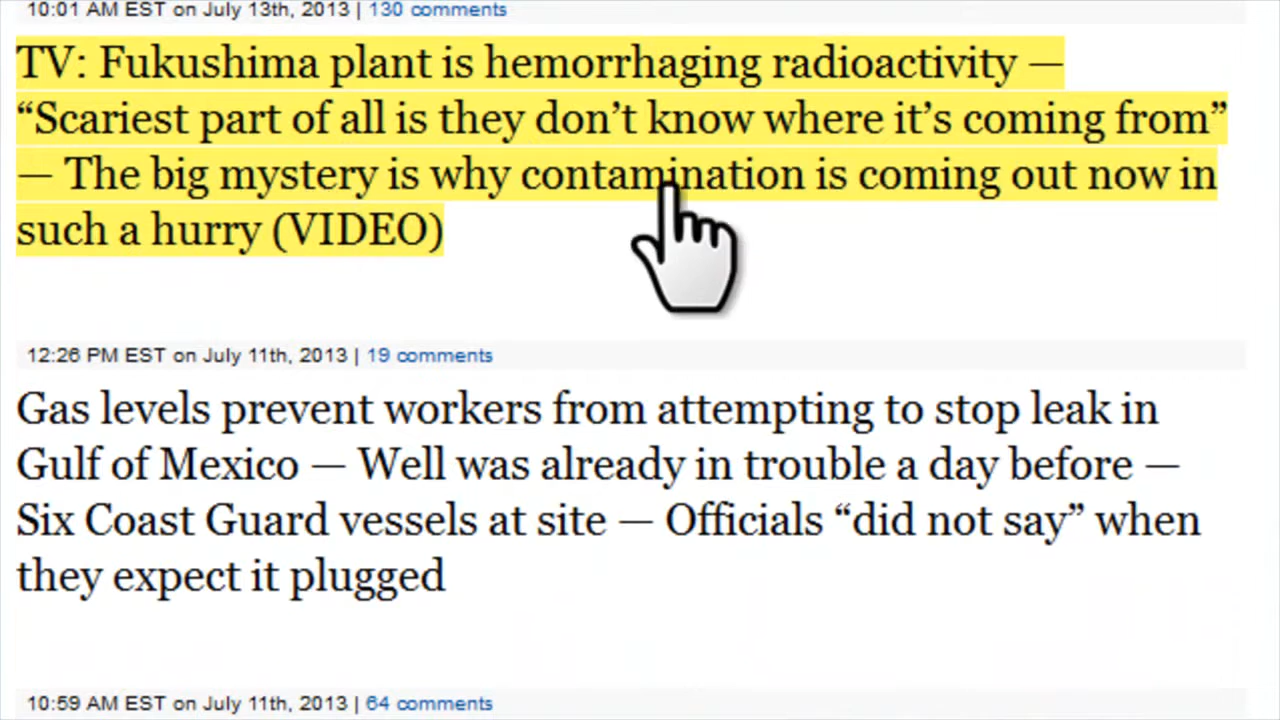 10:01 AM EST on July 13th, 2013 | 130 comments
TV: Fukushima plant is hemorrhaging radioactivity —
“Scariest part of all is they don’t know where it’s coming from”
— The big mystery is why contamination is coming out now in
such a hurry (VIDEO)
12:26 PM EST on July 11th, 2013 | 19 comments
Gas levels prevent workers from attempting to stop leak in
Gulf of Mexico — Well was already in trouble a day before —
Six Coast Guard vessels at site — Officials “did not say” when
they expect it plugged
10:59 AM EST on July 11th, 2013 | 64 comments